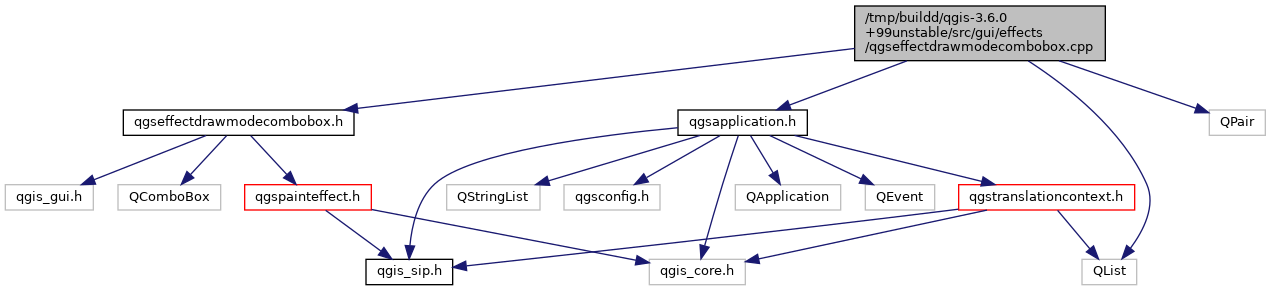 /tmp/buildd/qgis-3.6.0
+99unstable/src/gui/effects
/qgseffectdrawmodecombobox.cpp
qgseffectdrawmodecombobox.h
qgsapplication.h
QPair
qgis_gui.h
QComboBox
qgspainteffect.h
QStringList
qgsconfig.h
QApplication
QEvent
qgstranslationcontext.h
qgis_sip.h
qgis_core.h
QList